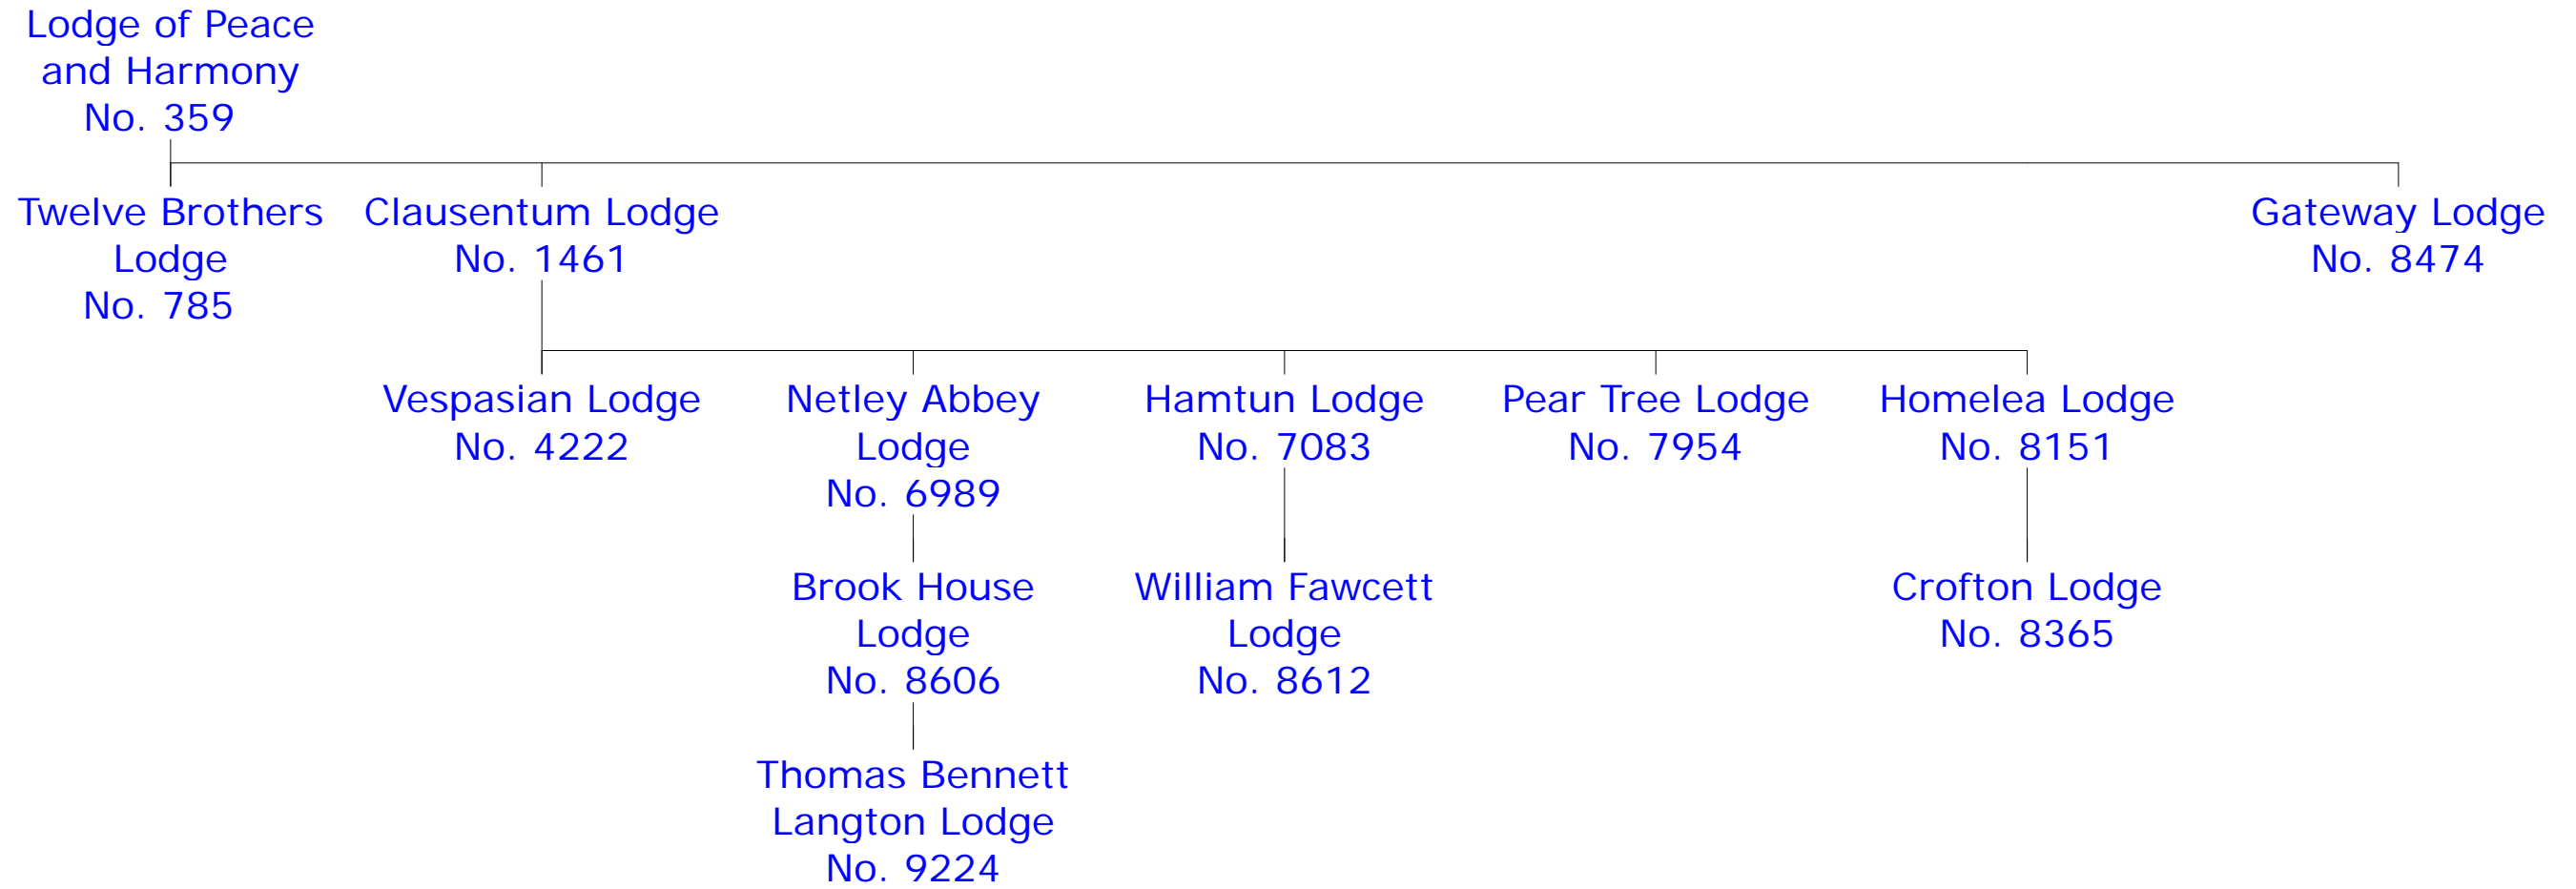 Lodge of Peace
and Harmony
No. 359
Twelve Brothers
Lodge
No. 785
Clausentum Lodge
No. 1461
Gateway Lodge
No. 8474
Vespasian Lodge
No. 4222
Netley Abbey
Lodge
No. 6989
Hamtun Lodge
No. 7083
Pear Tree Lodge
No. 7954
Homelea Lodge
No. 8151
Brook House
Lodge
No. 8606
William Fawcett
Lodge
No. 8612
Crofton Lodge
No. 8365
Thomas Bennett
Langton Lodge
No. 9224